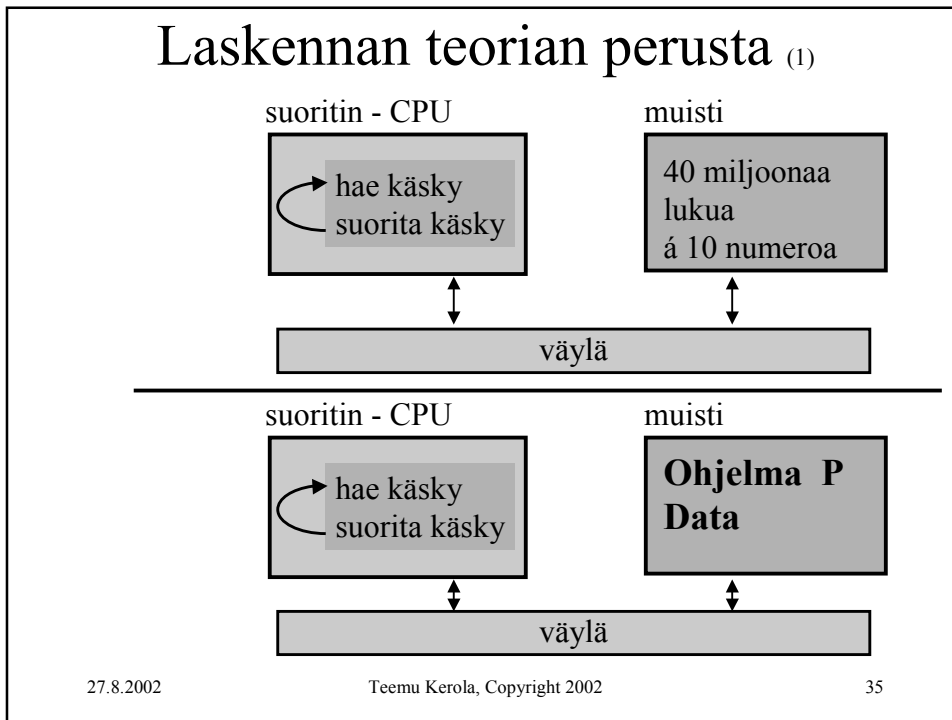 Laskennan teorian perusta (1)
suoritin - CPU
muisti
hae käsky
suorita käsky
40 miljoonaa
lukua
á 10 numeroa
väylä
suoritin - CPU
muisti
hae käsky
suorita käsky
Ohjelma P
Data
väylä
27.8.2002
Teemu Kerola, Copyright 2002
35